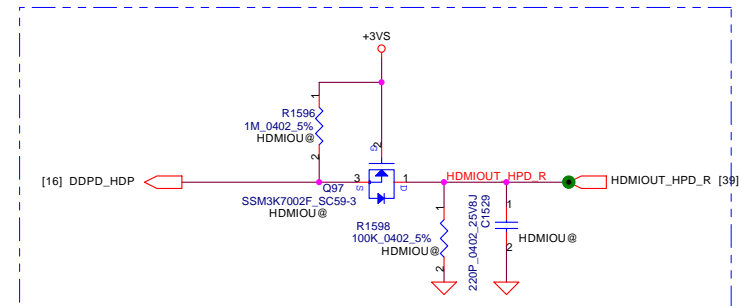 +3VS
1
R1596
1M_0402_5%
HDMIOU@
2
2
G
[16] DDPD_HDP
3
S
1
D
HDMIOUT_HPD_R
HDMIOUT_HPD_R [39]
Q97
SSM3K7002F_SC59-3
HDMIOU@
1
R1598
100K_0402_5%
HDMIOU@
2
220P_0402_25V8J
C1529
1
HDMIOU@
2